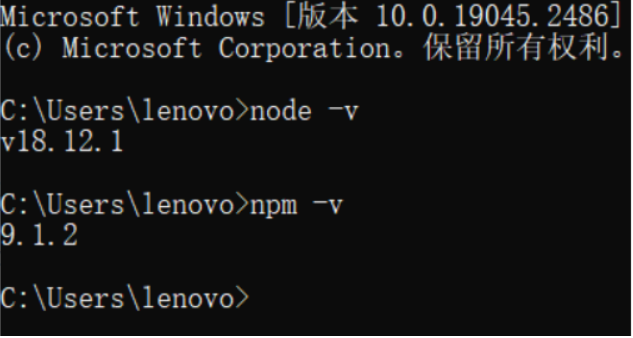 Microsoft Windows [版本 10.0.19045.2486]
(c) Microsoft Corporation。保留所有权利。
C:\Users\lenovo>node -v
v18.12.1
C:\Users\lenovo>npm -v
9.1.2
C:\Users\lenovo>